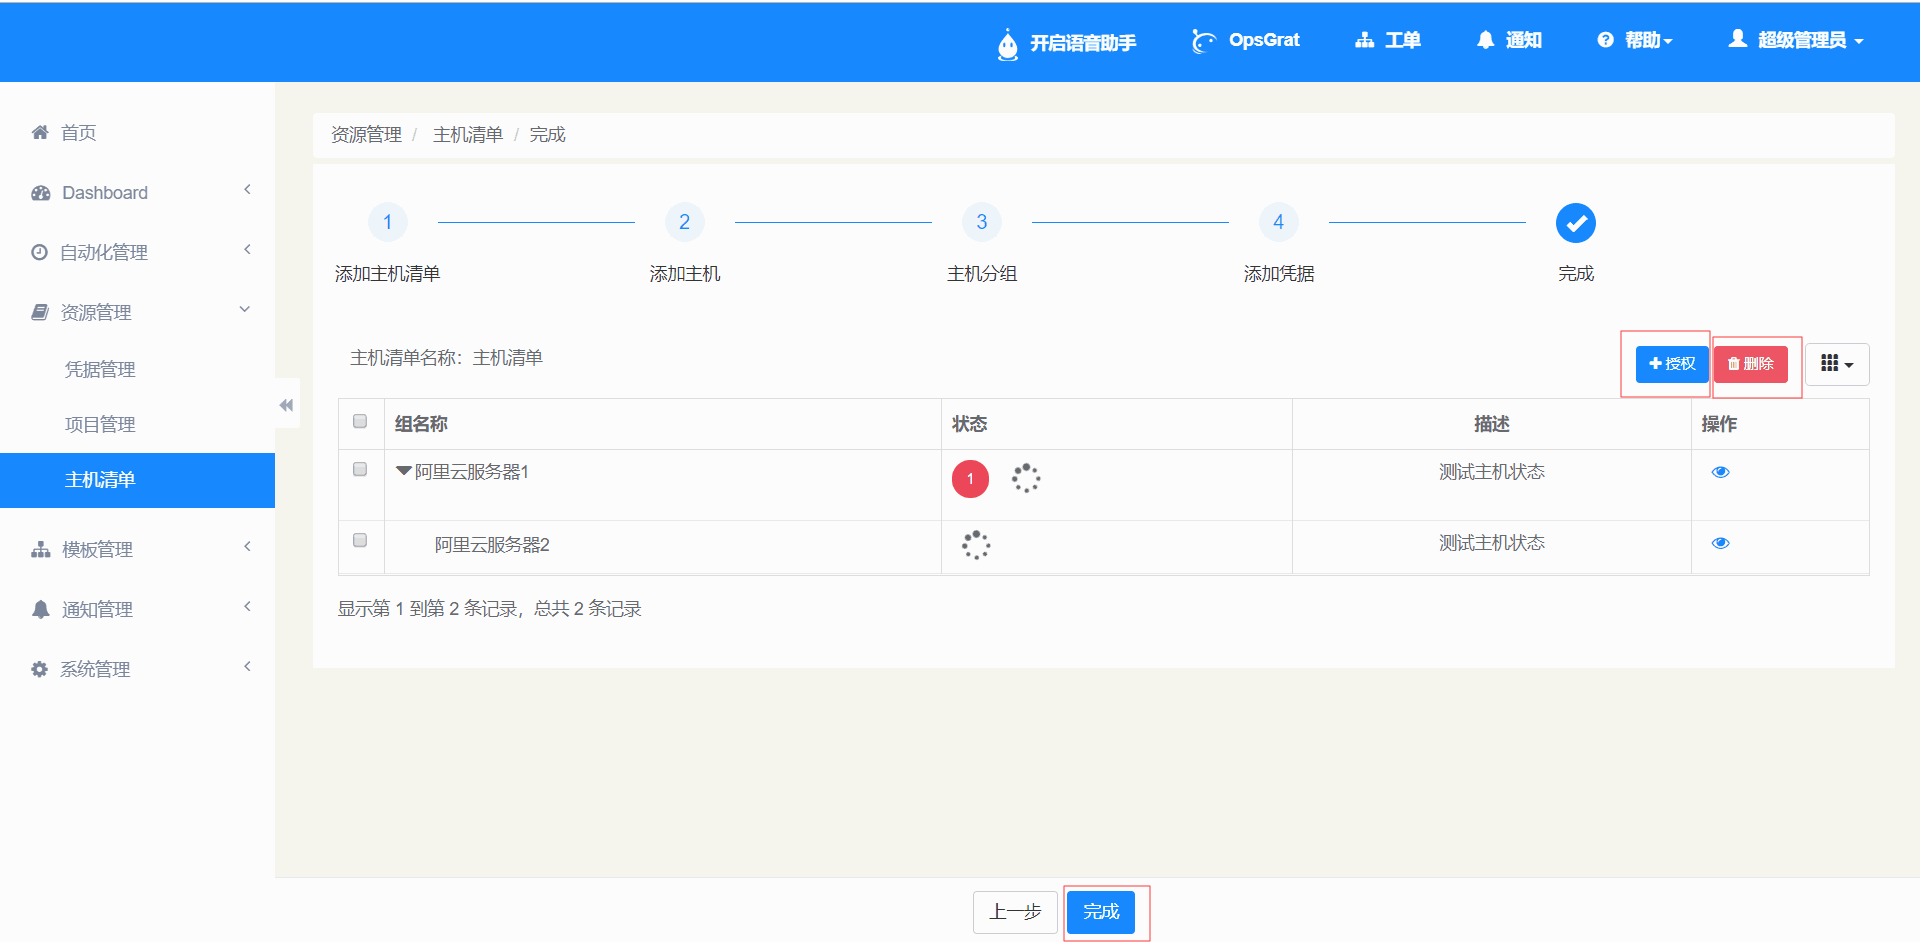 开启语音助手 OpsGrat 工单 通知 帮助 超级管理员
首页
Dashboard
自动化管理
资源管理
凭据管理
项目管理
主机清单
模板管理
通知管理
系统管理
资源管理 / 主机清单 / 完成
1 2 3 4
添加主机清单 添加主机 主机分组 添加凭据 完成
主机清单名称：主机清单
授权 删除
组名称 状态 描述 操作
阿里云服务器1 1 测试主机状态
阿里云服务器2 测试主机状态
显示第 1 到第 2 条记录，总共 2 条记录
上一步 完成